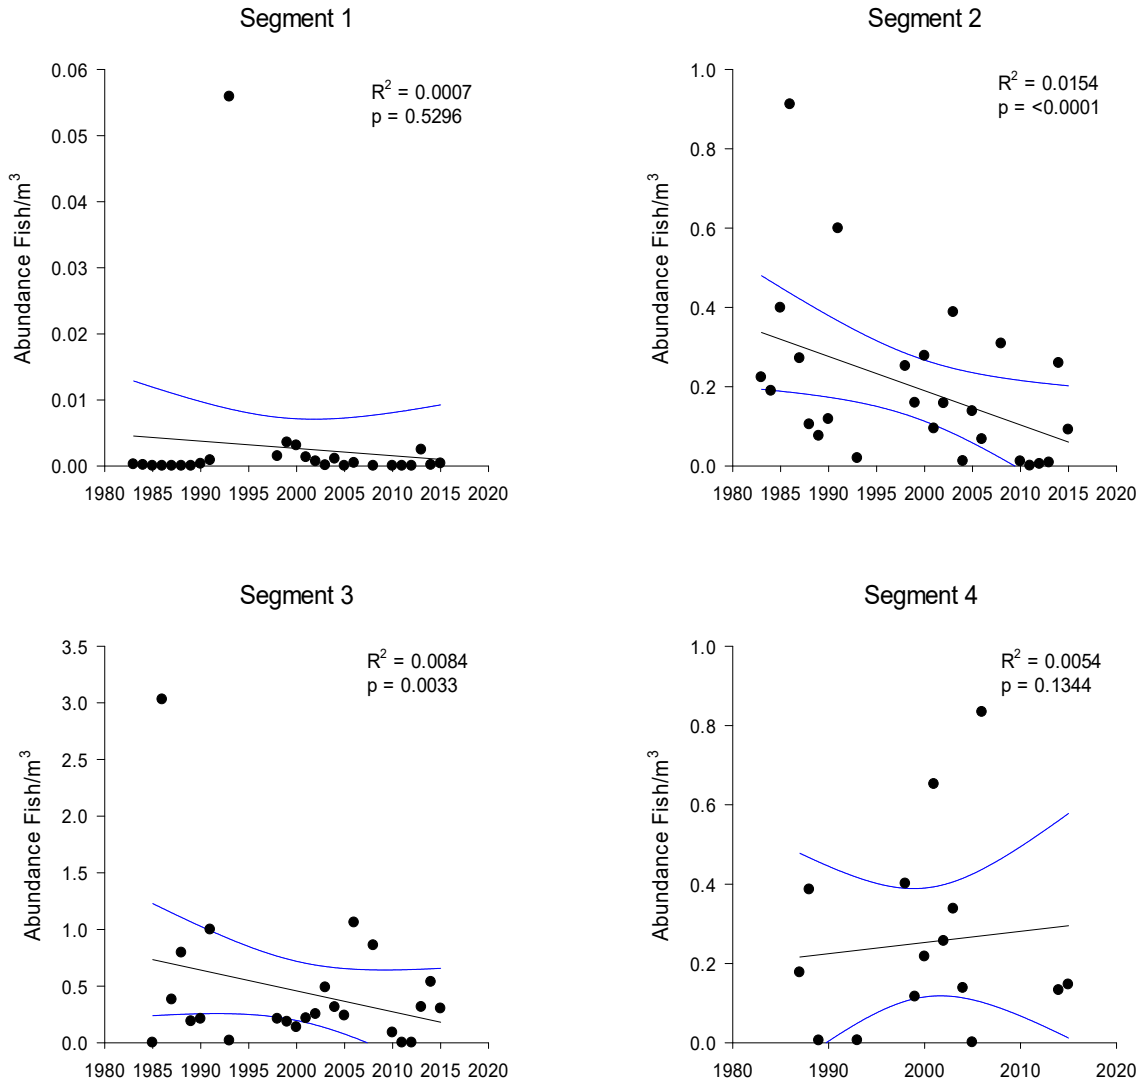 Segment 1
R² = 0.0007
p = 0.5296
Abundance Fish/m³
0.06
0.05
0.04
0.03
0.02
0.01
0.00
1980 1985 1990 1995 2000 2005 2010 2015 2020
Segment 2
R² = 0.0154
p = <0.0001
Abundance Fish/m³
1.0
0.8
0.6
0.4
0.2
0.0
1980 1985 1990 1995 2000 2005 2010 2015 2020
Segment 3
R² = 0.0084
p = 0.0033
Abundance Fish/m³
3.5
3.0
2.5
2.0
1.5
1.0
0.5
0.0
1980 1985 1990 1995 2000 2005 2010 2015 2020
Segment 4
R² = 0.0054
p = 0.1344
Abundance Fish/m³
1.0
0.8
0.6
0.4
0.2
0.0
1980 1990 2000 2010 2020